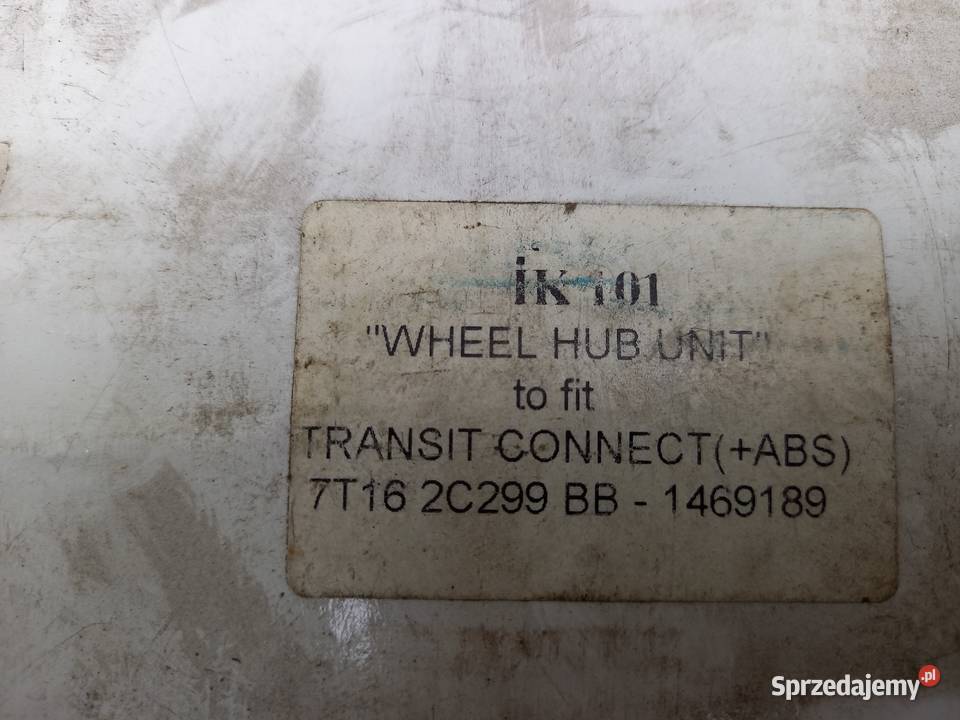 İK 101
"WHEEL HUB UNIT"
to fit
TRANSIT CONNECT(+ABS)
7T16 2C299 BB - 1469189
Sprzedajemy.pl